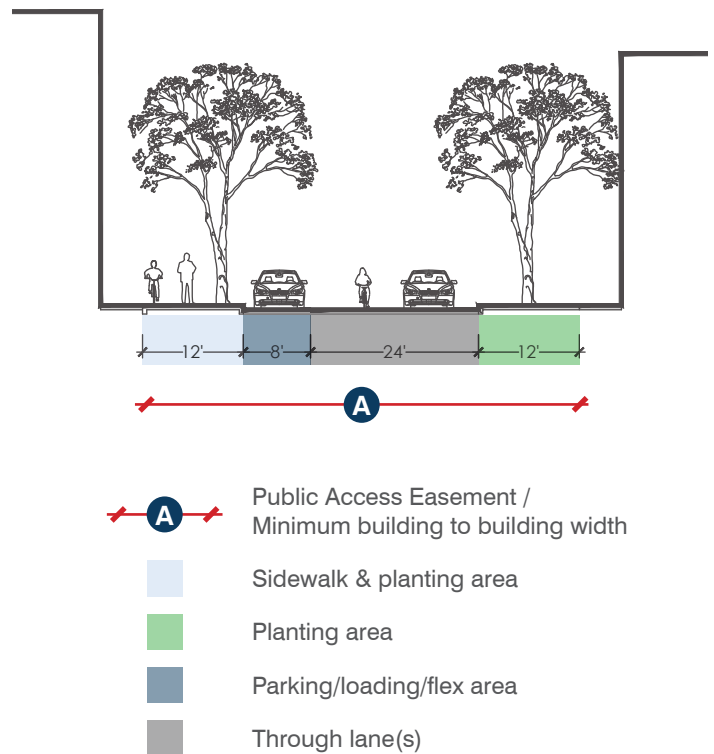 12' 8' 24' 12'
A
A
Public Access Easement /
Minimum building to building width
Sidewalk & planting area
Planting area
Parking/loading/flex area
Through lane(s)